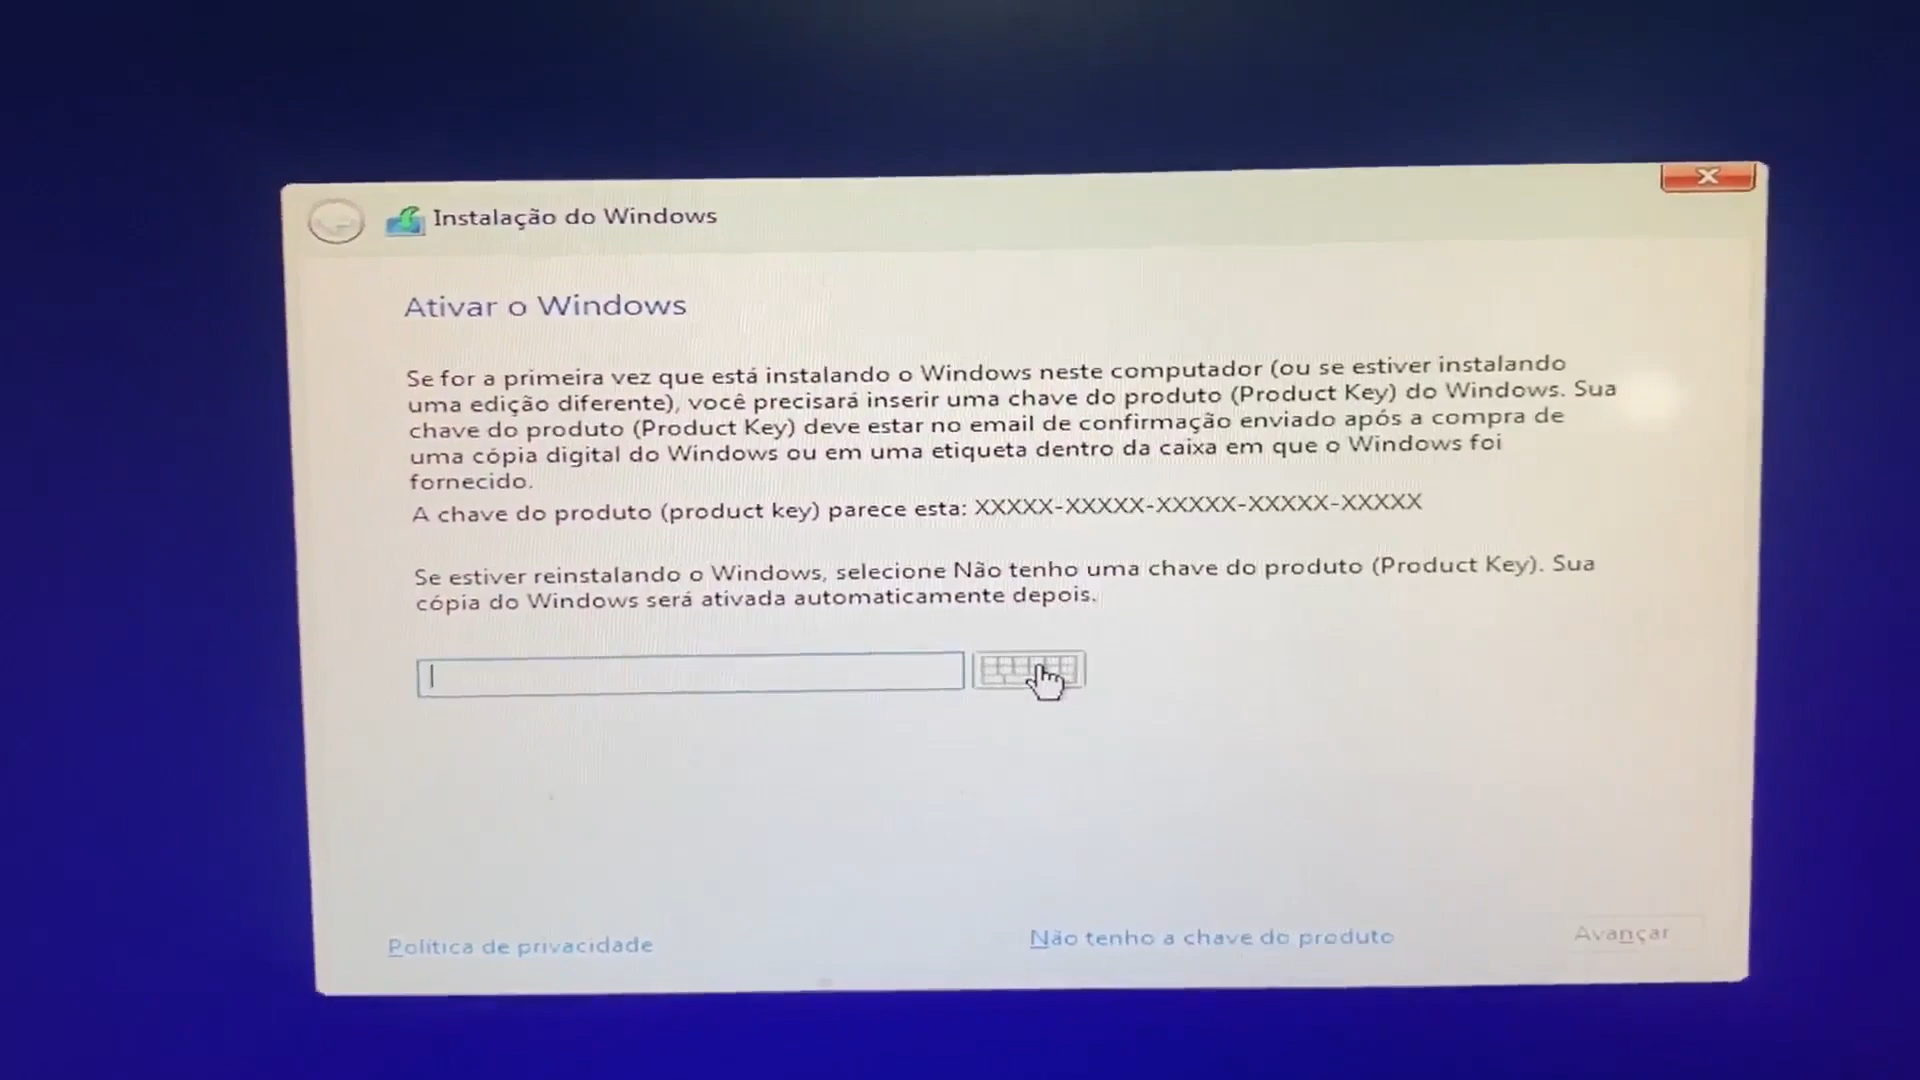 Instalação do Windows
Ativar o Windows
Se for a primeira vez que está instalando o Windows neste computador (ou se estiver instalando
uma edição diferente), você precisará inserir uma chave do produto (Product Key) do Windows. Sua
chave do produto (Product Key) deve estar no email de confirmação enviado após a compra de
uma cópia digital do Windows ou em uma etiqueta dentro da caixa em que o Windows foi
fornecido.
A chave do produto (product key) parece esta: XXXXX-XXXXX-XXXXX-XXXXX-XXXXX
Se estiver reinstalando o Windows, selecione Não tenho uma chave do produto (Product Key). Sua
cópia do Windows será ativada automaticamente depois.
Política de privacidade
Não tenho a chave do produto
Avançar